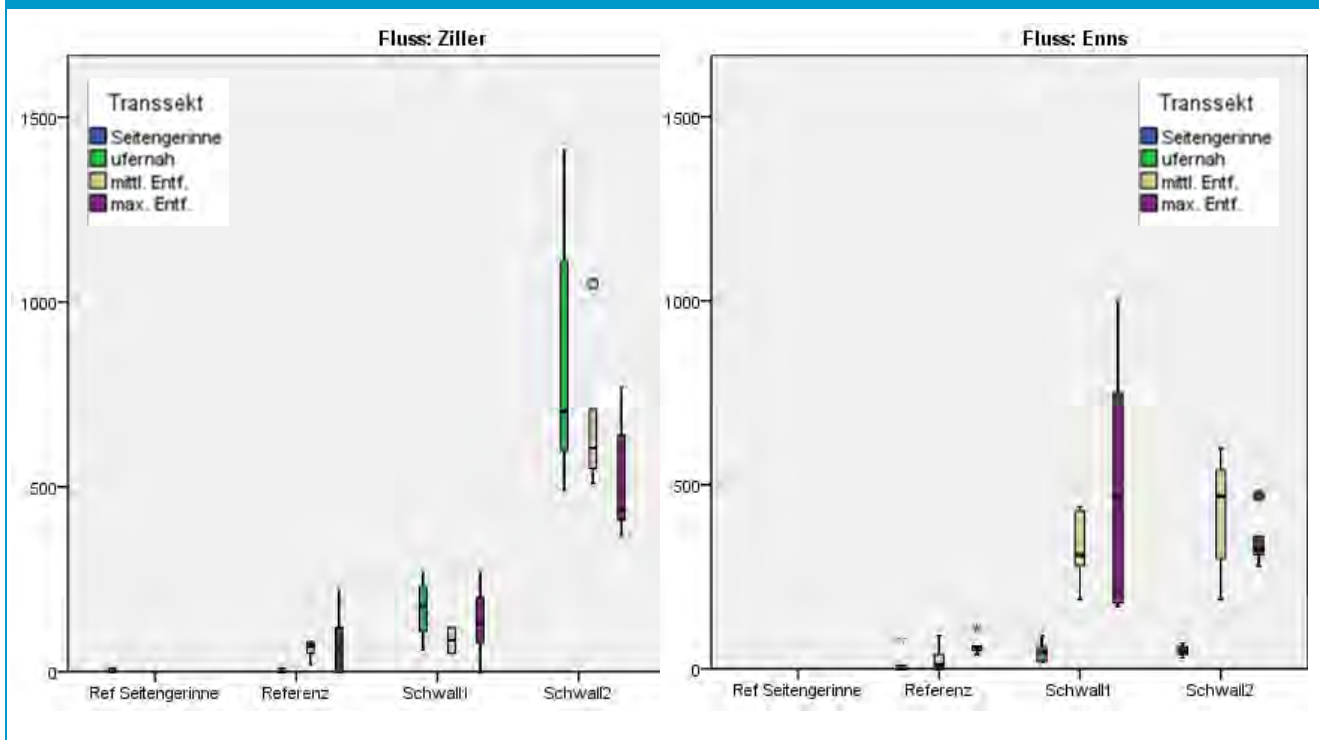 Fluss: Ziller
Transsekt
Seitengerinne
ufernah
mittl. Entf.
max. Entf.
1500
1000
500
0
Ref Seitengerinne Referenz Schwall1 Schwall2
Fluss: Enns
Transsekt
Seitengerinne
ufernah
mittl. Entf.
max. Entf.
1500
1000
500
0
Ref Seitengerinne Referenz Schwall1 Schwall2